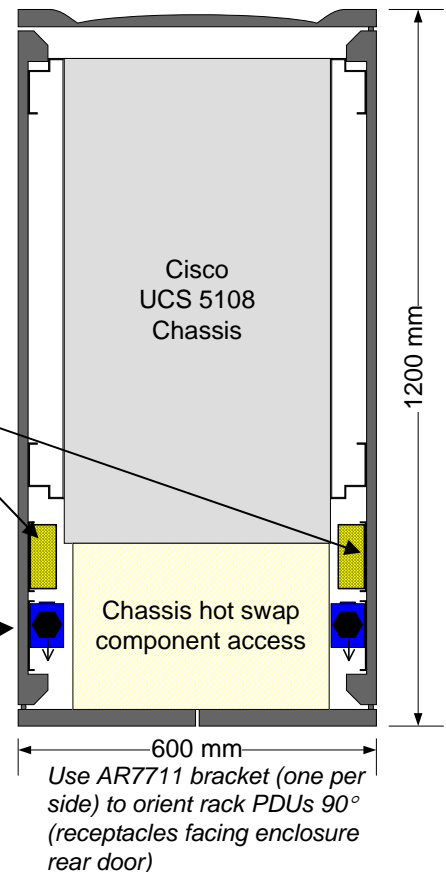 Cisco
UCS 5108
Chassis
1200 mm
Chassis hot swap
component access
600 mm
Use AR7711 bracket (one per
side) to orient rack PDUs 90°
(receptacles facing enclosure
rear door)